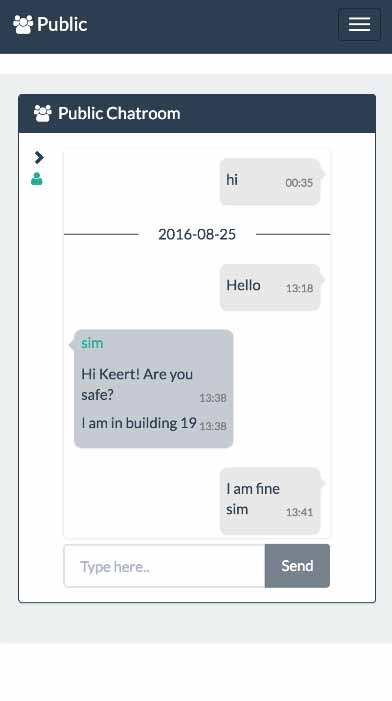 Public
Public Chatroom
hi 00:35
2016-08-25
Hello 13:18
sim
Hi Keert! Are you
safe? 13:38
I am in building 19 13:38
I am fine
sim 13:41
Type here.. Send